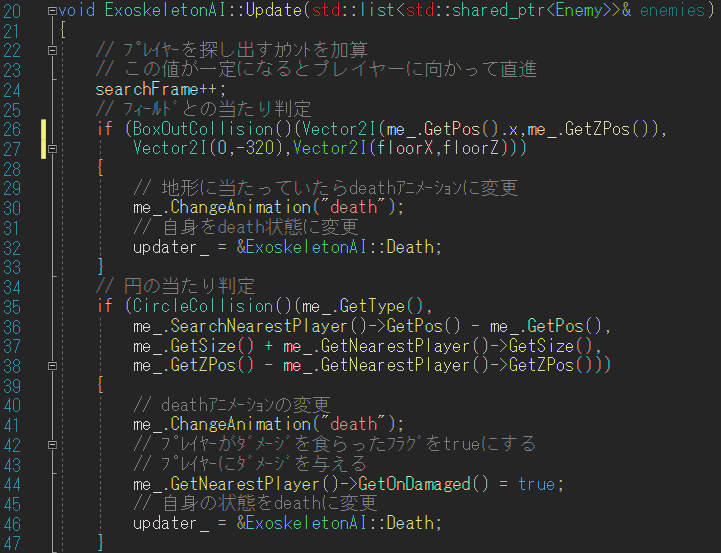 20 void ExoskeletonAI::Update(std::list<std::shared_ptr<Enemy>>& enemies)
21 {
22 // ﾌﾟﾚｲﾔｰを探し出すｶｳﾝﾄを加算
23 // この値が一定になるとプレイヤーに向かって直進
24 searchFrame++;
25 // ﾌｨｰﾙﾄﾞとの当たり判定
26 if (BoxOutCollision()(Vector2I(me_.GetPos().x,me_.GetZPos()),
27 Vector2I(0,-320),Vector2I(floorX,floorZ)))
28 {
29 // 地形に当たっていたらdeathｱﾆﾒｰｼｮﾝに変更
30 me_.ChangeAnimation("death");
31 // 自身をdeath状態に変更
32 updater_ = &ExoskeletonAI::Death;
33 }
34 // 円の当たり判定
35 if (CircleCollision()(me_.GetType(),
36 me_.SearchNearestPlayer()->GetPos() - me_.GetPos(),
37 me_.GetSize() + me_.GetNearestPlayer()->GetSize(),
38 me_.GetZPos() - me_.GetNearestPlayer()->GetZPos()))
39 {
40 // deathｱﾆﾒｰｼｮﾝの変更
41 me_.ChangeAnimation("death");
42 // ﾌﾟﾚｲﾔｰがﾀﾞﾒｰｼﾞを食らったﾌﾗｸﾞをtrueにする
43 // ﾌﾟﾚｲﾔｰにﾀﾞﾒｰｼﾞを与える
44 me_.GetNearestPlayer()->GetOnDamaged() = true;
45 // 自身の状態をdeathに変更
46 updater_ = &ExoskeletonAI::Death;
47 }